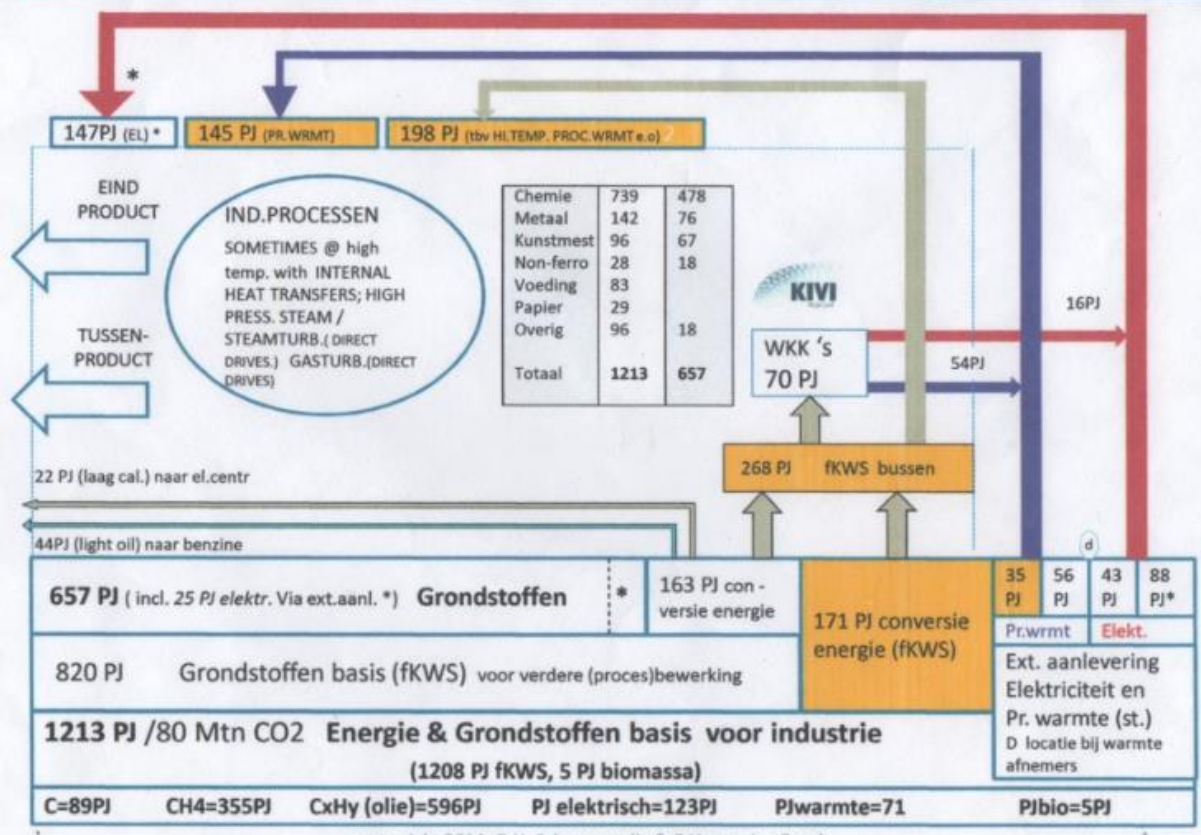 *
147PJ (EL) *
145 PJ (PR.WRMT)
198 PJ (tbv HI.TEMP. PROC.WRMT e.o)
EIND
PRODUCT
TUSSEN-
PRODUCT
IND.PROCESSEN
SOMETIMES @ high
temp. with INTERNAL
HEAT TRANSFERS; HIGH
PRESS. STEAM /
STEAMTURB.( DIRECT
DRIVES.) GASTURB.(DIRECT
DRIVES)
Chemie 739 478
Metaal 142 76
Kunstmest 96 67
Non-ferro 28 18
Voeding 83
Papier 29
Overig 96 18
Totaal 1213 657
KIVI
WKK 's
70 PJ
16PJ
54PJ
268 PJ fKWS bussen
22 PJ (laag cal.) naar el.centr
44PJ (light oil) naar benzine
d
657 PJ ( incl. 25 PJ elektr. Via ext.aanl. *) Grondstoffen
*
163 PJ con -
versie energie
171 PJ conversie
energie (fKWS)
35 PJ
56 PJ
43 PJ
88 PJ*
Pr.wrmt
Elekt.
820 PJ Grondstoffen basis (fKWS) voor verdere (proces)bewerking
Ext. aanlevering
Elektriciteit en
Pr. warmte (st.)
D locatie bij warmte
afnemers
1213 PJ /80 Mtn CO2 Energie & Grondstoffen basis voor industrie
(1208 PJ fKWS, 5 PJ biomassa)
C=89PJ CH4=355PJ CxHy (olie)=596PJ PJ elektrisch=123PJ PJwarmte=71 PJbio=5PJ